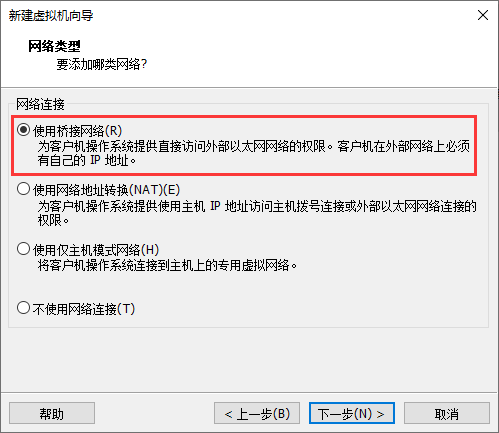 新建虚拟机向导
网络类型
要添加哪类网络?
网络连接
使用桥接网络(R)
为客户机操作系统提供直接访问外部以太网网络的权限。客户机在外部网络上必须
有自己的 IP 地址。
使用网络地址转换(NAT)(E)
为客户机操作系统提供使用主机 IP 地址访问主机拨号连接或外部以太网网络连接的
权限。
使用仅主机模式网络(H)
将客户机操作系统连接到主机上的专用虚拟网络。
不使用网络连接(T)
帮助
< 上一步(B)
下一步(N) >
取消